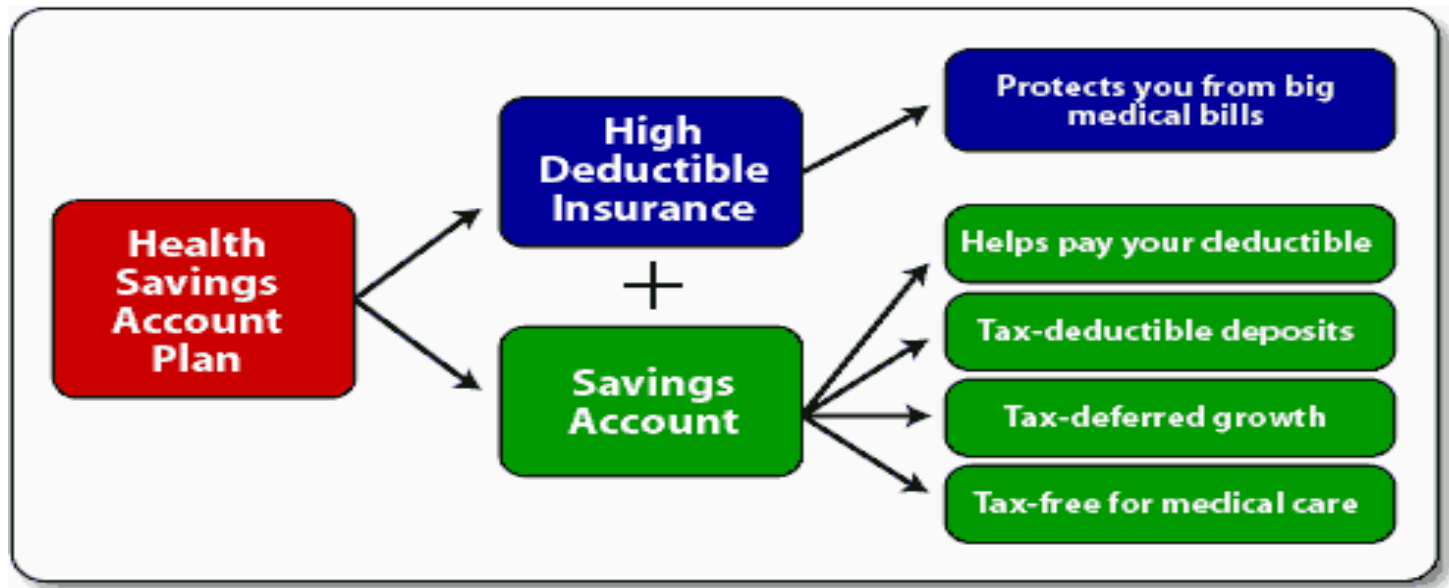 Health
Savings
Account
Plan
High
Deductible
Insurance
+
Savings
Account
Protects you from big
medical bills
Helps pay your deductible
Tax-deductible deposits
Tax-deferred growth
Tax-free for medical care